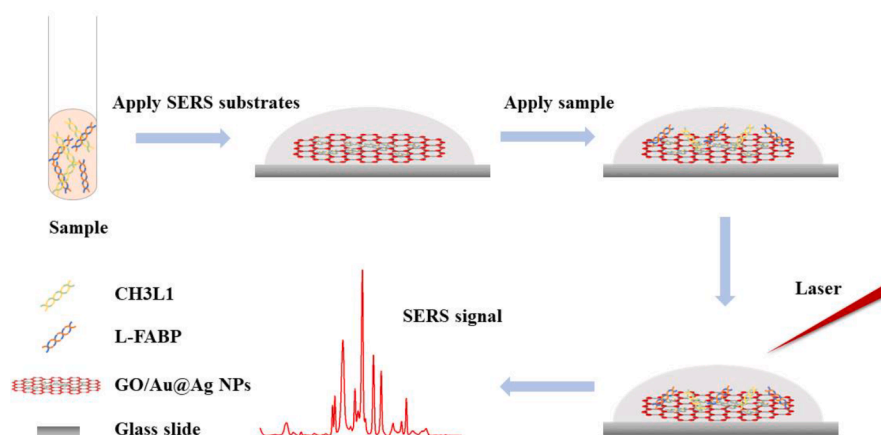 Apply SERS substrates
Apply sample
Sample
CH3L1
L-FABP
GO/Au@Ag NPs
Glass slide
SERS signal
Laser